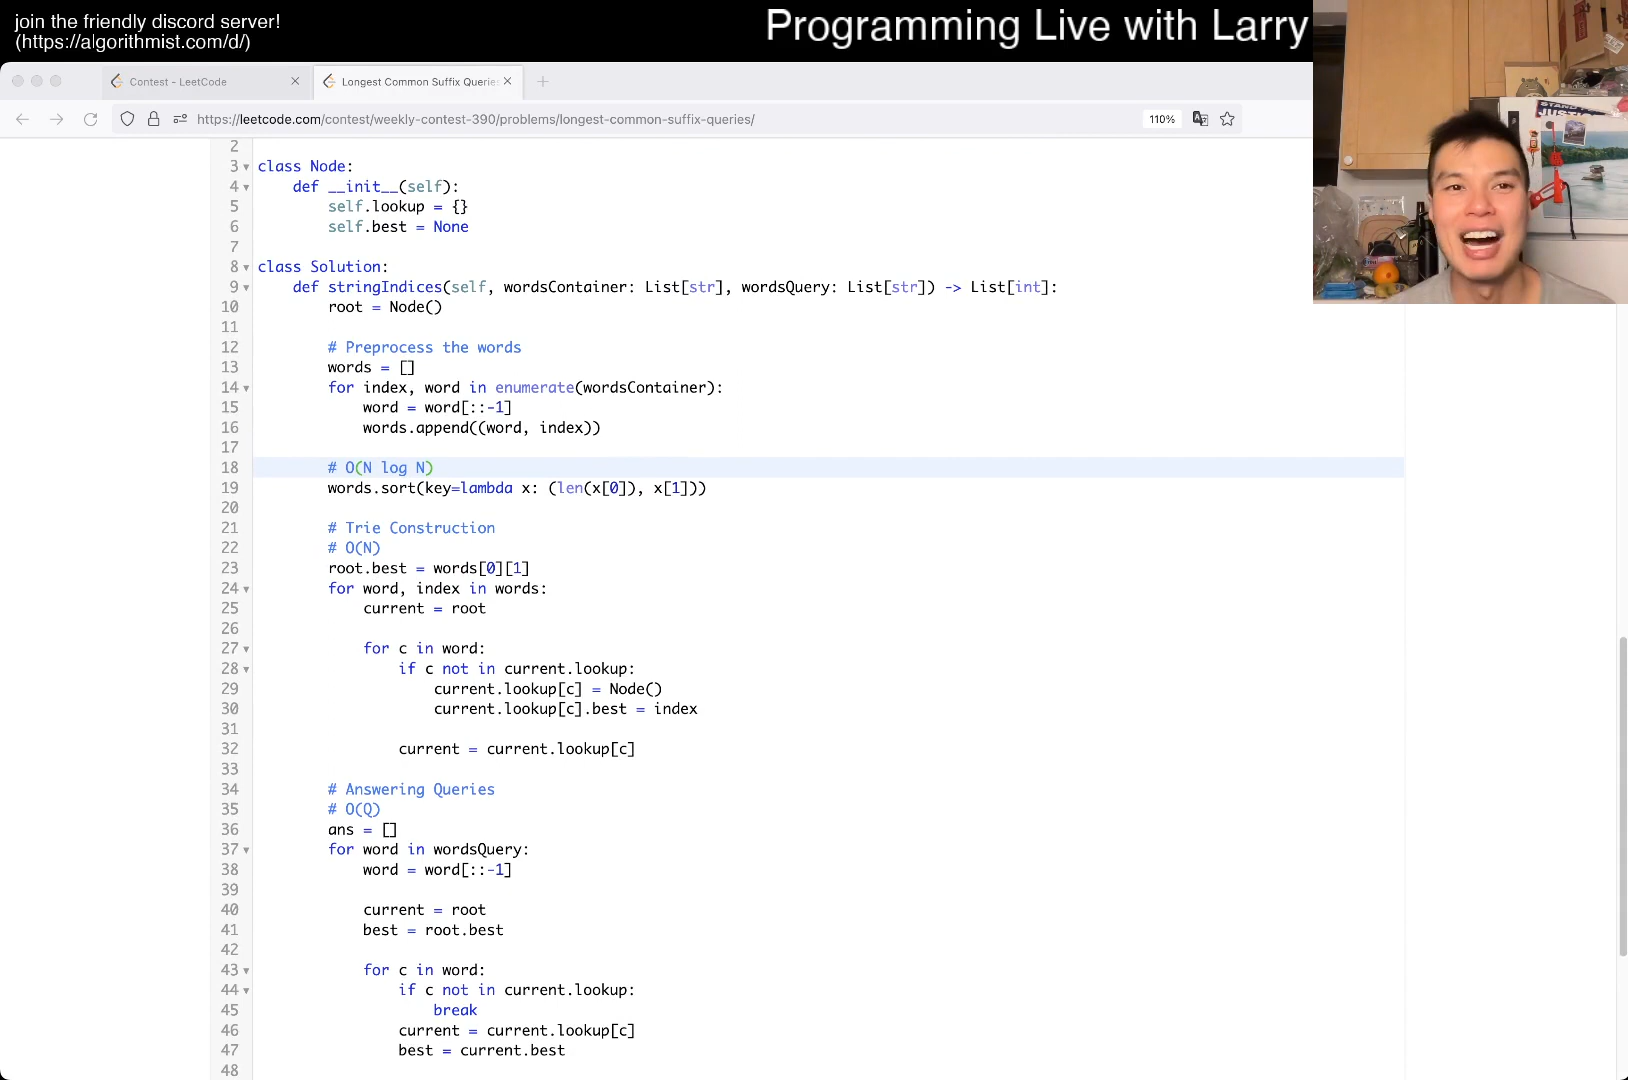 join the friendly discord server!
(https://algorithmist.com/d/)
Programming Live with Larry
Contest - LeetCode
Longest Common Suffix Querie
https://leetcode.com/contest/weekly-contest-390/problems/longest-common-suffix-queries/
110%
2
3 class Node:
4 def __init__(self):
5 self.lookup = {}
6 self.best = None
7
8 class Solution:
9 def stringIndices(self, wordsContainer: List[str], wordsQuery: List[str]) -> List[int]:
10 root = Node()
11
12 # Preprocess the words
13 words = []
14 for index, word in enumerate(wordsContainer):
15 word = word[::-1]
16 words.append((word, index))
17
18 # O(N log N)
19 words.sort(key=lambda x: (len(x[0]), x[1]))
20
21 # Trie Construction
22 # O(N)
23 root.best = words[0][1]
24 for word, index in words:
25 current = root
26
27 for c in word:
28 if c not in current.lookup:
29 current.lookup[c] = Node()
30 current.lookup[c].best = index
31
32 current = current.lookup[c]
33
34 # Answering Queries
35 # O(Q)
36 ans = []
37 for word in wordsQuery:
38 word = word[::-1]
39
40 current = root
41 best = root.best
42
43 for c in word:
44 if c not in current.lookup:
45 break
46 current = current.lookup[c]
47 best = current.best
48